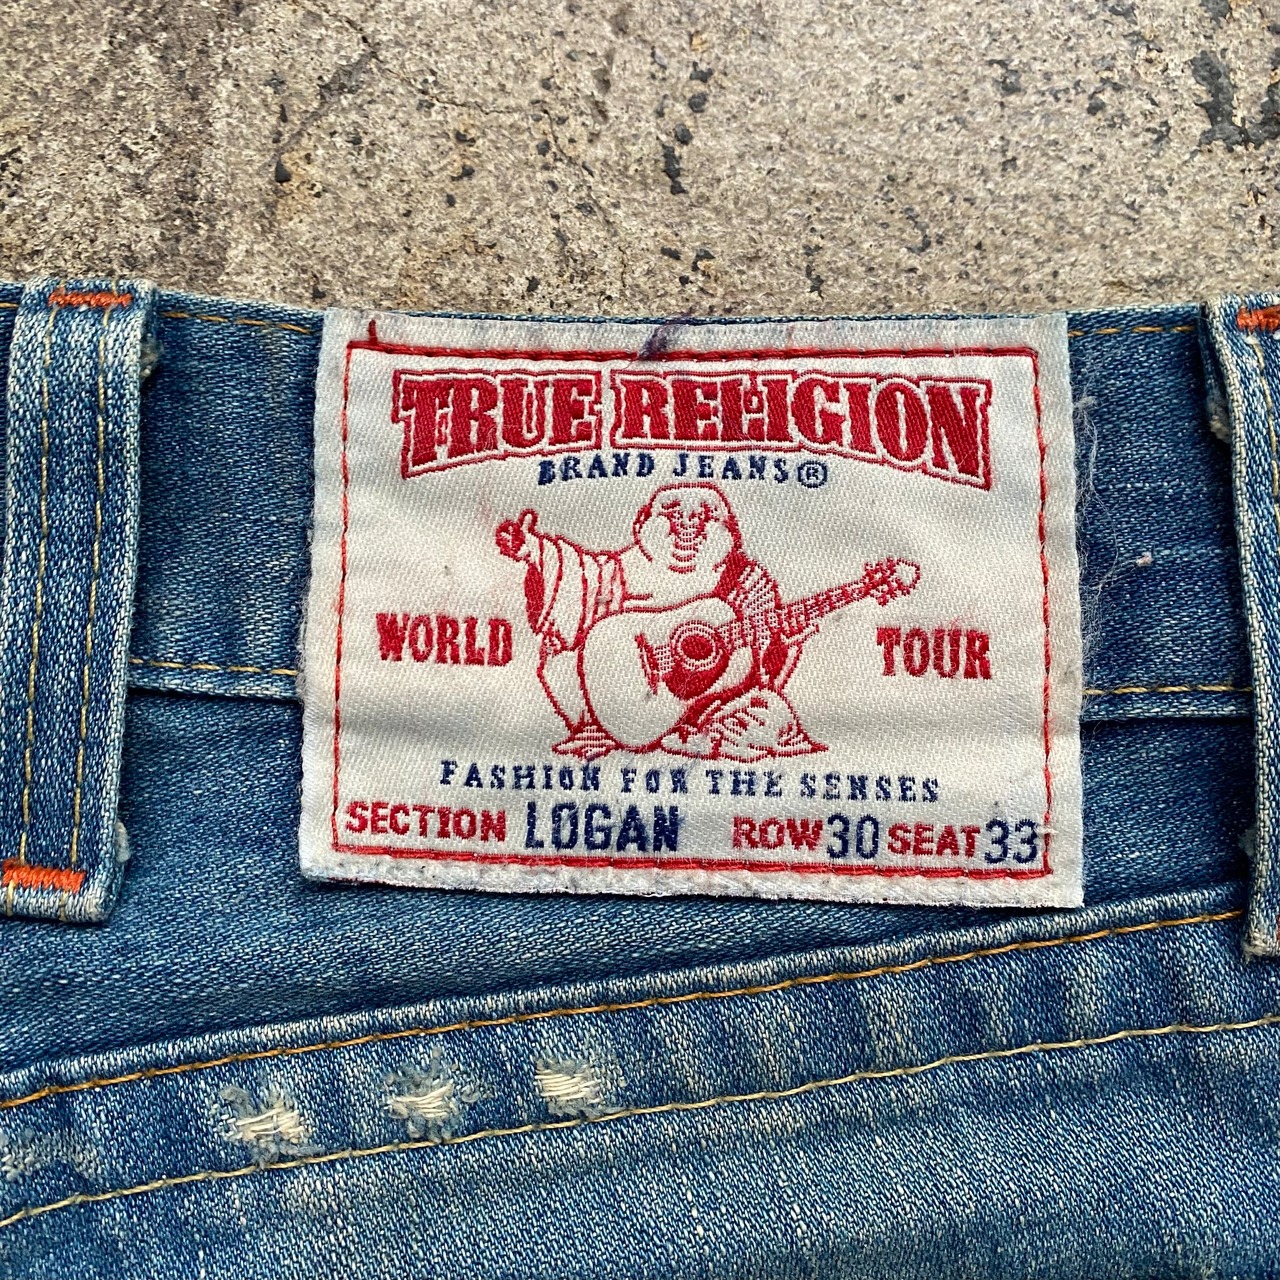 TRUE RELIGION
BRAND JEANS®
WORLD TOUR
FASHION FOR THE SENSES
SECTION LOGAN ROW 30 SEAT 33